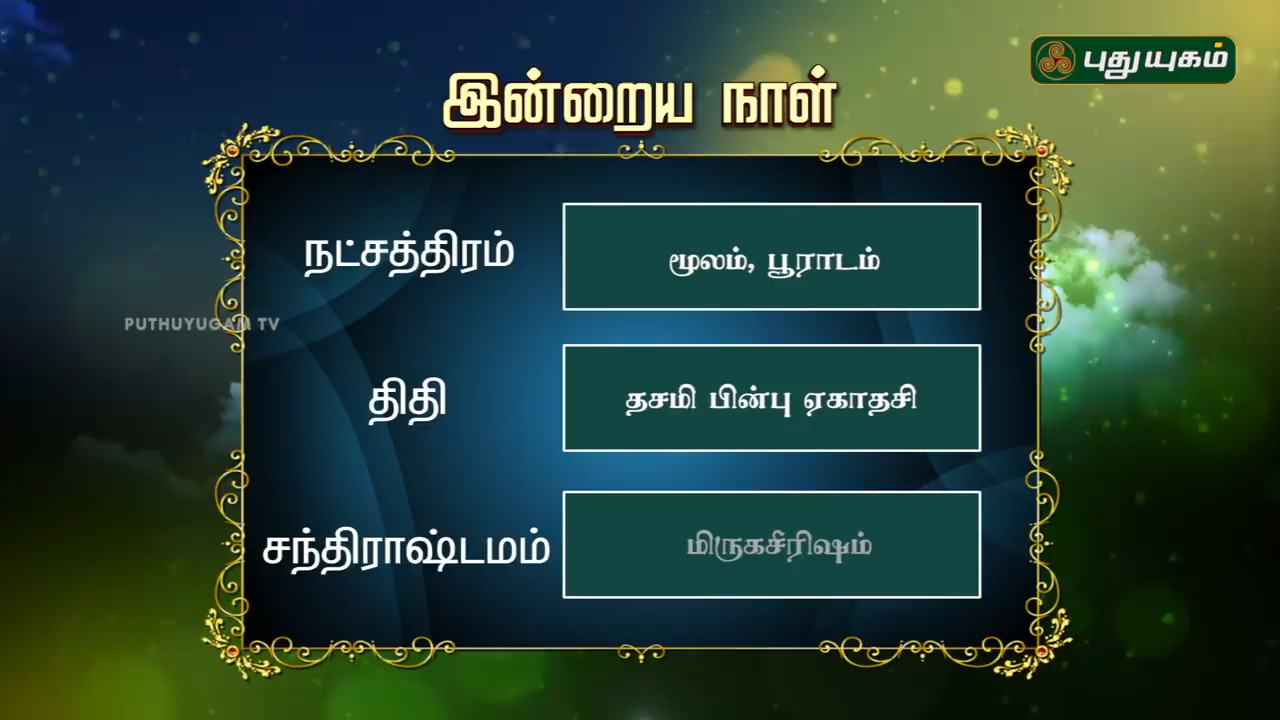 புதுயுகம்
இன்றைய நாள்
நட்சத்திரம்
மூலம், பூராடம்
PUTHUYUGAM TV
திதி
தசமி பின்பு ஏகாதசி
சந்திராஷ்டமம்
மிருகசீரிஷம்